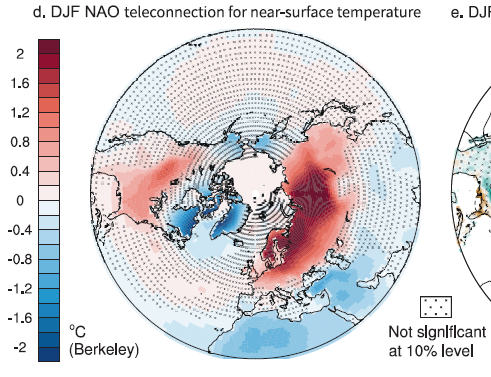 d. DJF NAO teleconnection for near-surface temperature
e. DJF
2
1.6
1.2
0.8
0.4
0
-0.4
-0.8
-1.2
-1.6
-2
°C
(Berkeley)
Not significant
at 10% level